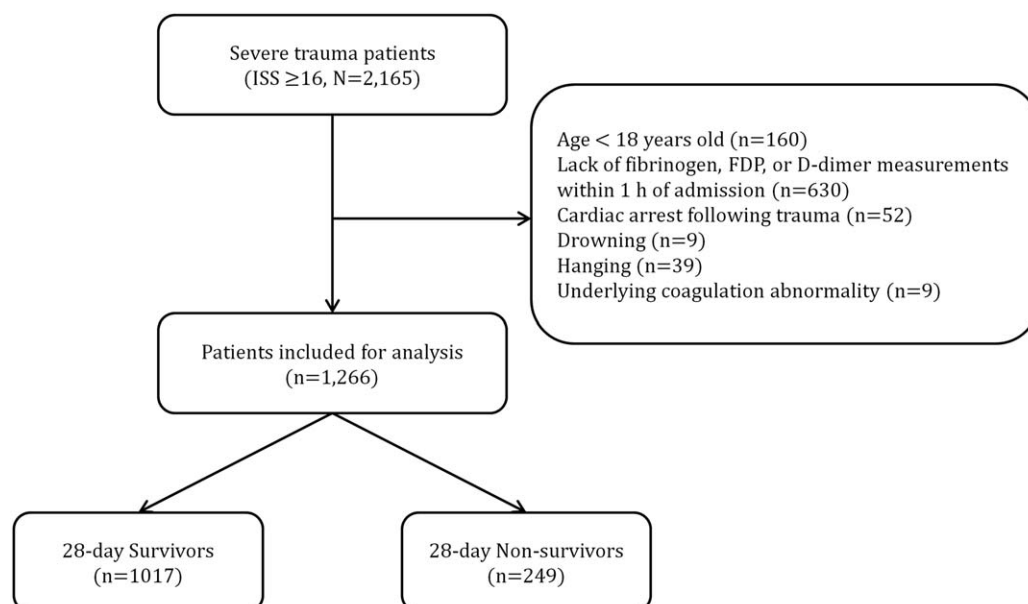 Severe trauma patients
(ISS ≥16, N=2,165)
Age < 18 years old (n=160)
Lack of fibrinogen, FDP, or D-dimer measurements
within 1 h of admission (n=630)
Cardiac arrest following trauma (n=52)
Drowning (n=9)
Hanging (n=39)
Underlying coagulation abnormality (n=9)
Patients included for analysis
(n=1,266)
28-day Survivors
(n=1017)
28-day Non-survivors
(n=249)